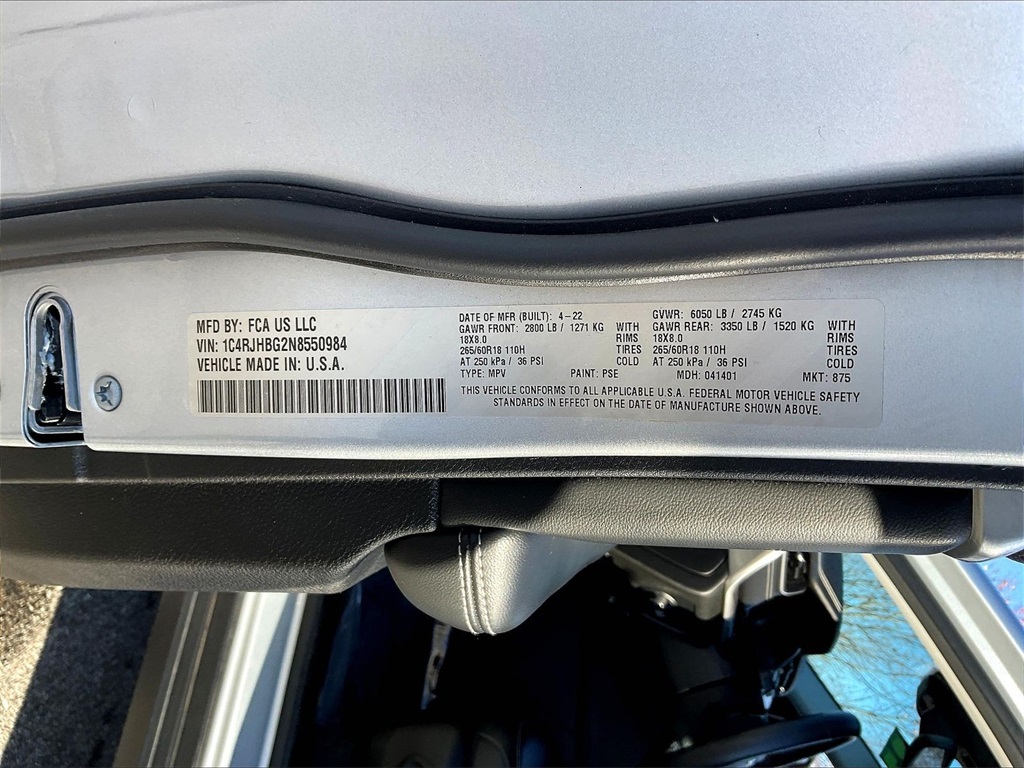 MFD BY: FCA US LLC
VIN: 1C4RJHBG2N8550984
VEHICLE MADE IN: U.S.A.
DATE OF MFR (BUILT): 4-22
GAWR FRONT: 2800 LB / 1271 KG WITH
18X8.0 RIMS
265/60R18 110H TIRES
AT 250 kPa / 36 PSI COLD
TYPE: MPV PAINT: PSE
GVWR: 6050 LB / 2745 KG
GAWR REAR: 3350 LB / 1520 KG WITH
18X8.0 RIMS
265/60R18 110H TIRES
AT 250 kPa / 36 PSI COLD
MDH: 041401 MKT: 875
THIS VEHICLE CONFORMS TO ALL APPLICABLE U.S.A. FEDERAL MOTOR VEHICLE SAFETY
STANDARDS IN EFFECT ON THE DATE OF MANUFACTURE SHOWN ABOVE.